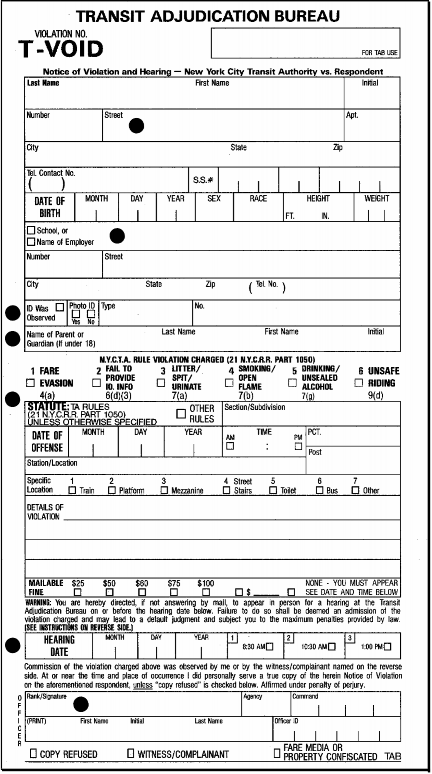 TRANSIT ADJUDICATION BUREAU
VIOLATION NO.
T-VOID
FOR TAB USE
Notice of Violation and Hearing — New York City Transit Authority vs. Respondent
Last Name First Name Initial
Number Street Apt.
City State Zip
Tel. Contact No. S.S.#
( )
DATE OF BIRTH MONTH DAY YEAR SEX RACE HEIGHT WEIGHT
FT. IN.
School, or
Name of Employer
Number Street
City State Zip ( Tel. No. )
ID Was Observed Photo ID Yes No Type No.
Name of Parent or Guardian (If under 18) Last Name First Name Initial
N.Y.C.T.A. RULE VIOLATION CHARGED (21 N.Y.C.R.R. PART 1050)
1 FARE EVASION 4(a)
2 FAIL TO PROVIDE ID. INFO 6(d)(3)
3 LITTER/ SPIT/ URINATE 7(a)
4 SMOKING/ OPEN FLAME 7(b)
5 DRINKING/ UNSEALED ALCOHOL 7(g)
6 UNSAFE RIDING 9(d)
STATUTE: TA RULES
(21 N.Y.C.R.R. PART 1050)
UNLESS OTHERWISE SPECIFIED
OTHER RULES
Section/Subdivision
DATE OF OFFENSE MONTH DAY YEAR AM TIME PM : PCT.
Post
Station/Location
Specific Location 1 Train 2 Platform 3 Mezzanine 4 Street Stairs 5 Toilet 6 Bus 7 Other
DETAILS OF VIOLATION
MAILABLE FINE $25 $50 $60 $75 $100 $ NONE - YOU MUST APPEAR
SEE DATE AND TIME BELOW
WARNING: You are hereby directed, if not answering by mail, to appear in person for a hearing at the Transit
Adjudication Bureau on or before the hearing date below. Failure to do so shall be deemed an admission of the
violation charged and may lead to a default judgment and subject you to the maximum penalties provided by law.
(SEE INSTRUCTIONS ON REVERSE SIDE.)
HEARING DATE MONTH DAY YEAR 1 8:30 AM 2 10:30 AM 3 1:00 PM
Commission of the violation charged above was observed by me or by the witness/complainant named on the reverse
side. At or near the time and place of occurrence I did personally serve a true copy of the herein Notice of Violation
on the aforementioned respondent, unless "copy refused" is checked below. Affirmed under penalty of perjury.
OFFICER
Rank/Signature Agency Command
(PRINT) First Name Initial Last Name Officer ID
COPY REFUSED WITNESS/COMPLAINANT FARE MEDIA OR PROPERTY CONFISCATED TAB